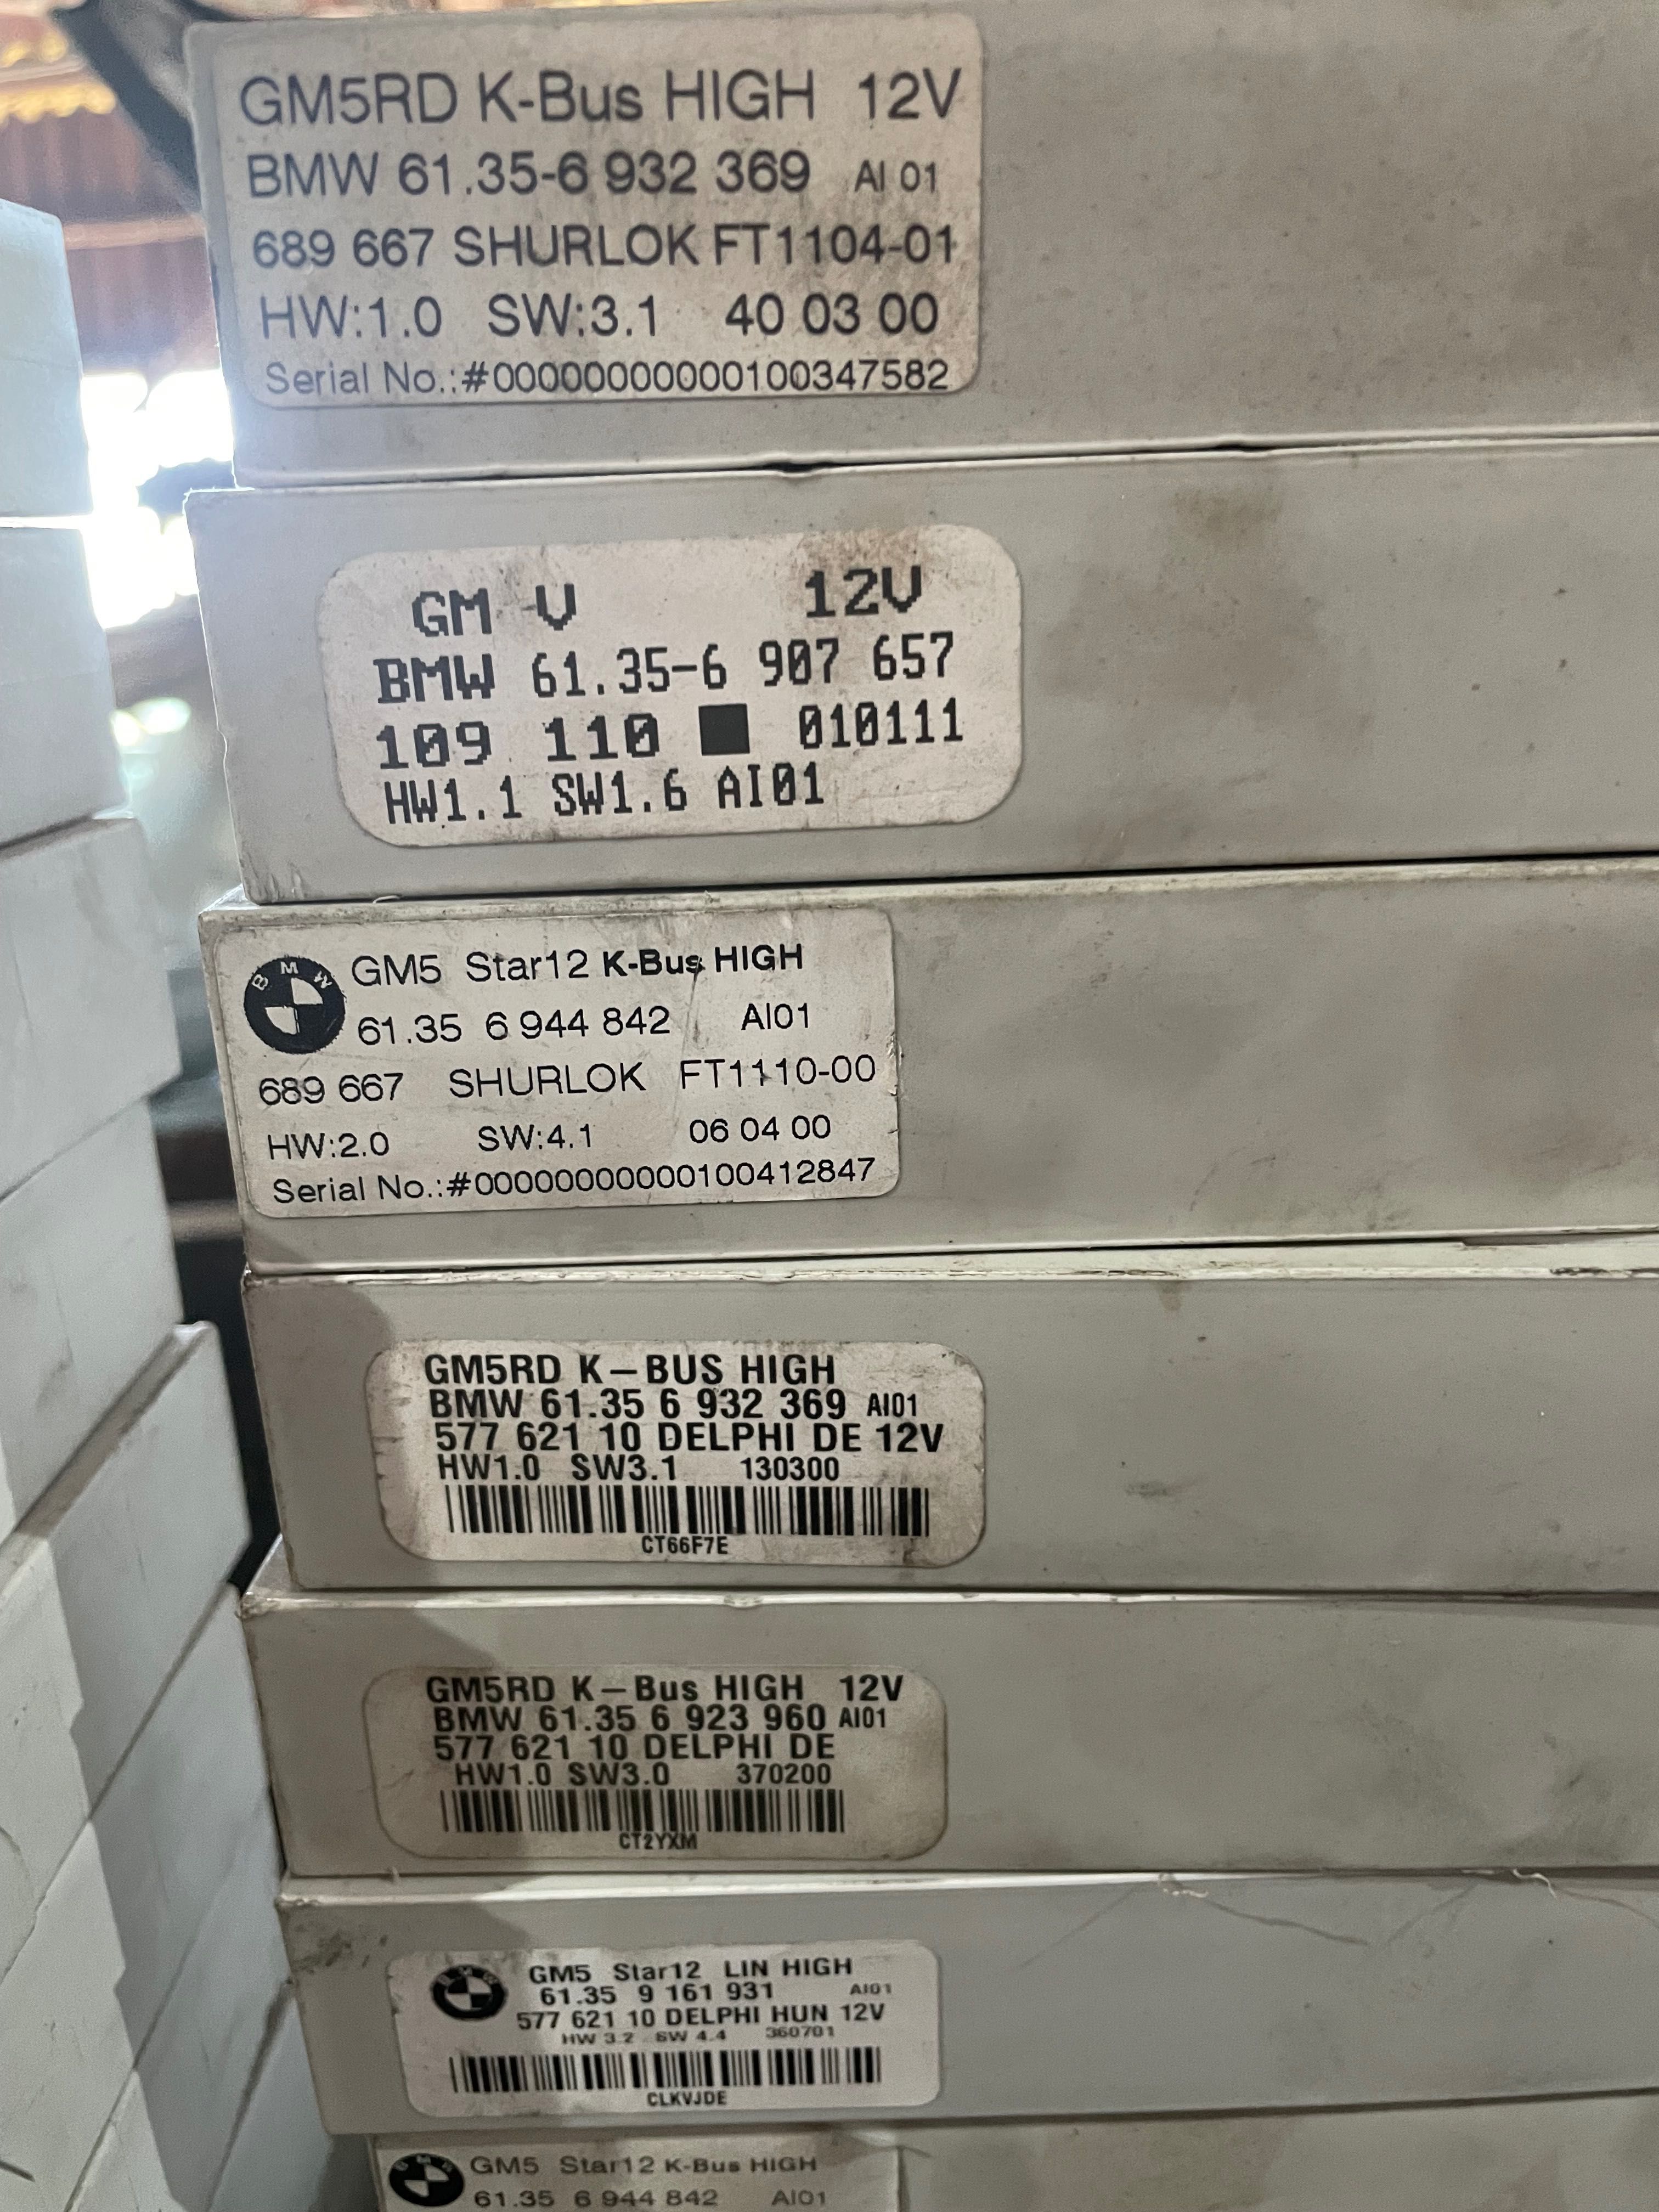 GM5RD K-Bus HIGH 12V
BMW 61.35-6 932 369 AI 01
689 667 SHURLOK FT1104-01
HW:1.0 SW:3.1 40 03 00
Serial No.:#00000000000100347582
GM V 12V
BMW 61.35-6 907 657
109 110 ■ 010111
HW1.1 SW1.6 AI01
BMW
GM5 Star12 K-Bus HIGH
61.35 6 944 842 AI01
689 667 SHURLOK FT1110-00
HW:2.0 SW:4.1 06 04 00
Serial No.:#00000000000100412847
GM5RD K-BUS HIGH
BMW 61.35 6 932 369 AI01
577 621 10 DELPHI DE 12V
HW1.0 SW3.1 130300
CT66F7E
GM5RD K-Bus HIGH 12V
BMW 61.35 6 923 960 AI01
577 621 10 DELPHI DE
HW1.0 SW3.0 370200
CT2YXM
BMW
GM5 Star12 LIN HIGH
61.35 9 161 931 AI01
577 621 10 DELPHI HUN 12V
HW 3.2 SW 4.4 360701
CLKVJDE
BMW
GM5 Star12 K-Bus HIGH
61.35 6 944 842 AI01